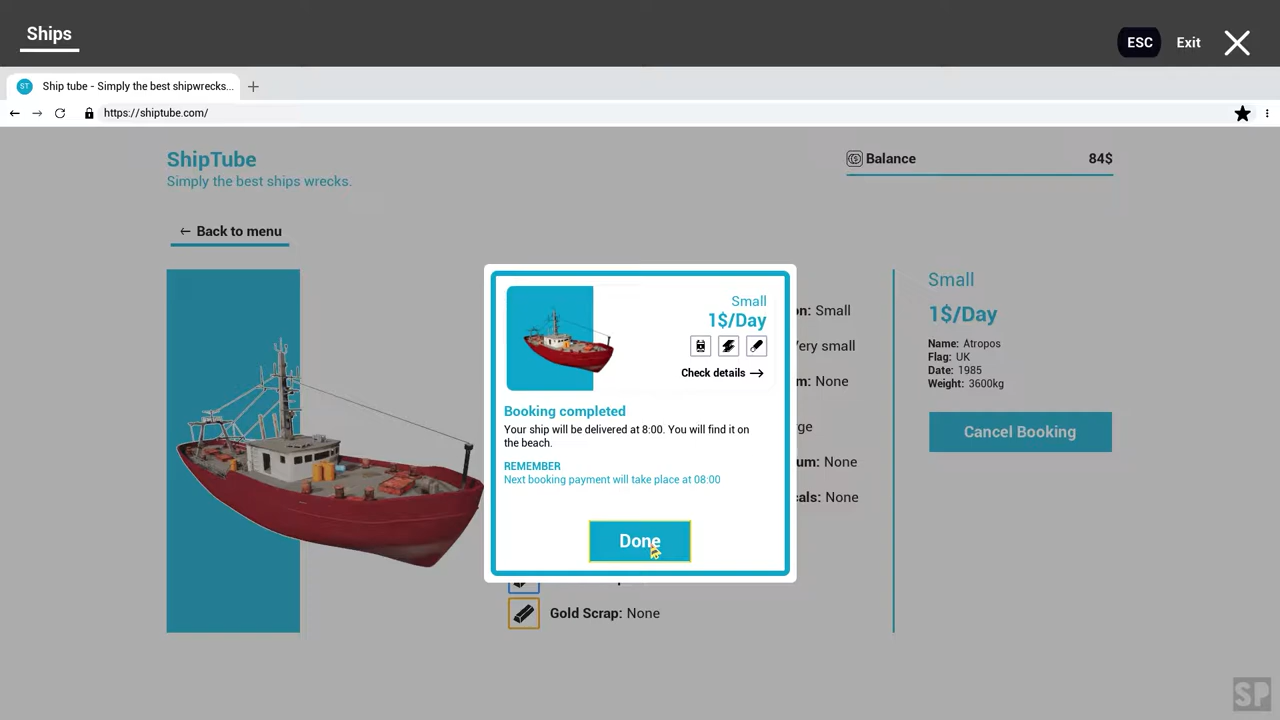 Ships
ESC Exit
ST Ship tube - Simply the best shipwrecks...
https://shiptube.com/
ShipTube
Simply the best ships wrecks.
Balance 84$
← Back to menu
Small
1$/Day
Check details →
Booking completed
Your ship will be delivered at 8:00. You will find it on
the beach.
REMEMBER
Next booking payment will take place at 08:00
Done
on: Small
Very small
m: None
rge
um: None
cals: None
Gold Scrap: None
Small
1$/Day
Name: Atropos
Flag: UK
Date: 1985
Weight: 3600kg
Cancel Booking
SP